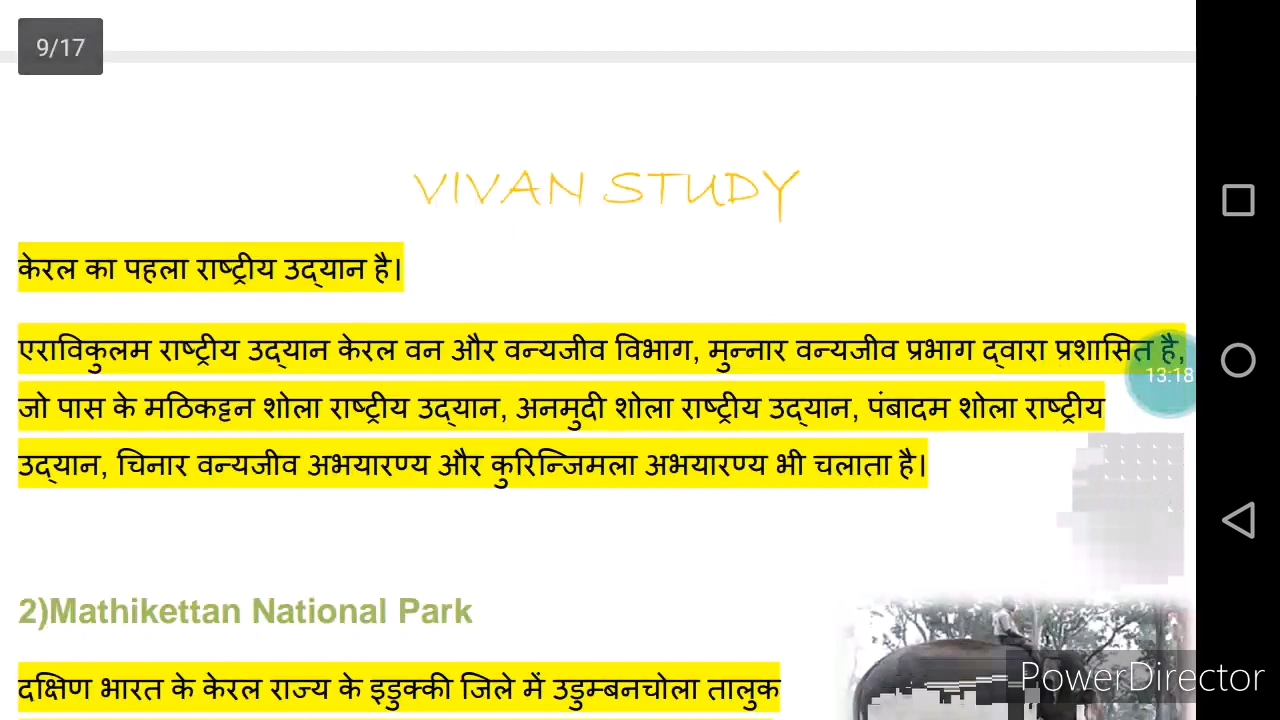 9/17
VIVAN STUDY
केरल का पहला राष्ट्रीय उद्यान है।
एराविकुलम राष्ट्रीय उद्यान केरल वन और वन्यजीव विभाग, मुन्नार वन्यजीव प्रभाग द्वारा प्रशासित है,
13:18
जो पास के मठिकट्टन शोला राष्ट्रीय उद्यान, अनमुदी शोला राष्ट्रीय उद्यान, पंबादम शोला राष्ट्रीय
उद्यान, चिनार वन्यजीव अभयारण्य और कुरिन्जिमला अभयारण्य भी चलाता है।
2)Mathikettan National Park
दक्षिण भारत के केरल राज्य के इडुक्की जिले में उडुम्बनचोला तालुक
PowerDirector